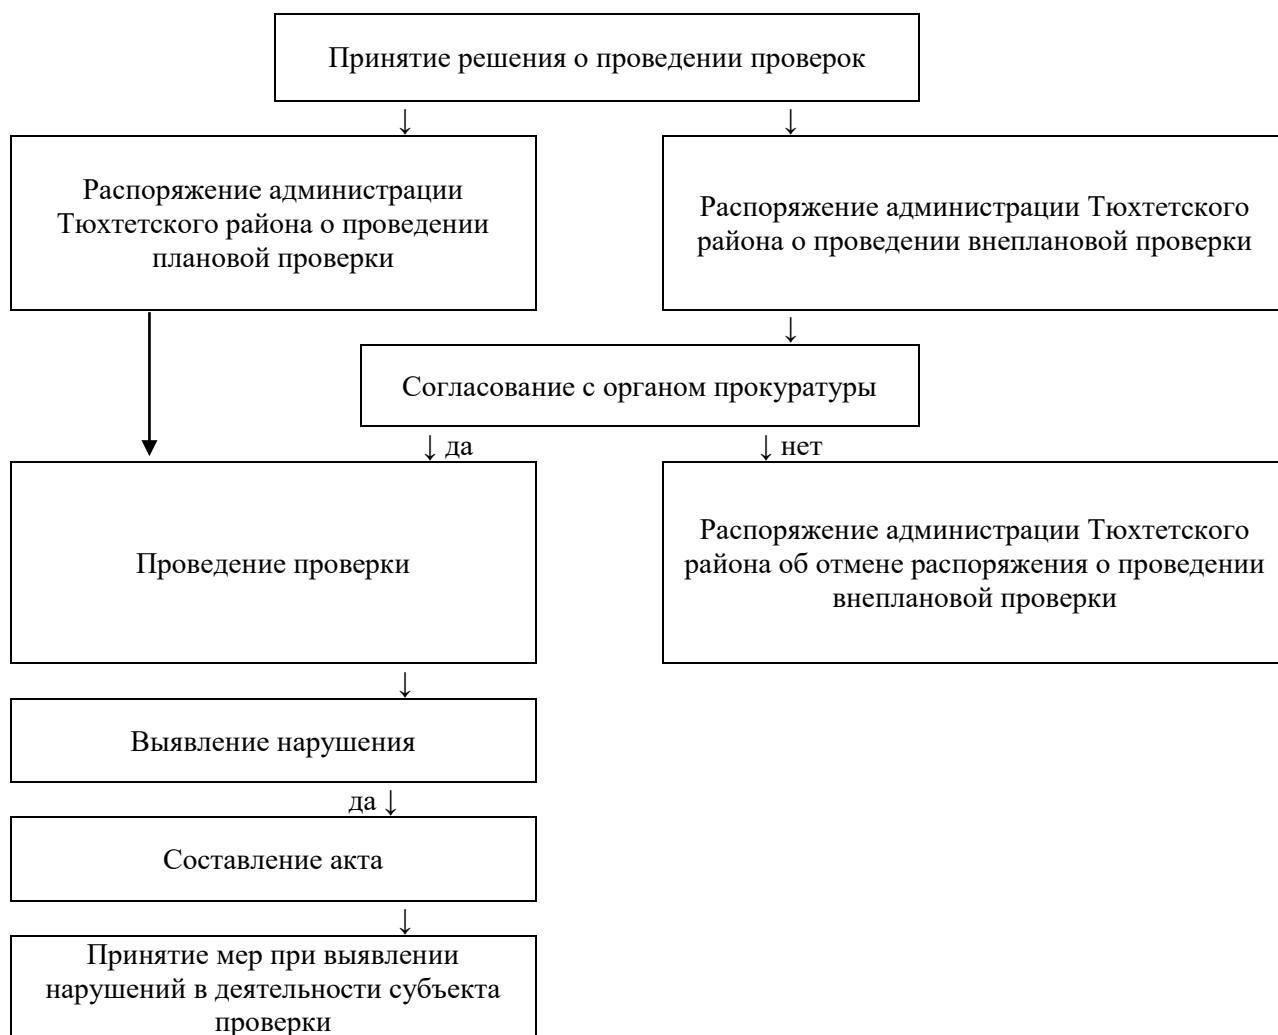 Принятие решения о проведении проверок
↓ ↓
Распоряжение администрации
Тюхтетского района о проведении
плановой проверки
Распоряжение администрации Тюхтетского
района о проведении внеплановой проверки
↓
Согласование с органом прокуратуры
↓ да ↓ нет
Проведение проверки
Распоряжение администрации Тюхтетского
района об отмене распоряжения о проведении
внеплановой проверки
↓
Выявление нарушения
да ↓
Составление акта
↓
Принятие мер при выявлении
нарушений в деятельности субъекта
проверки